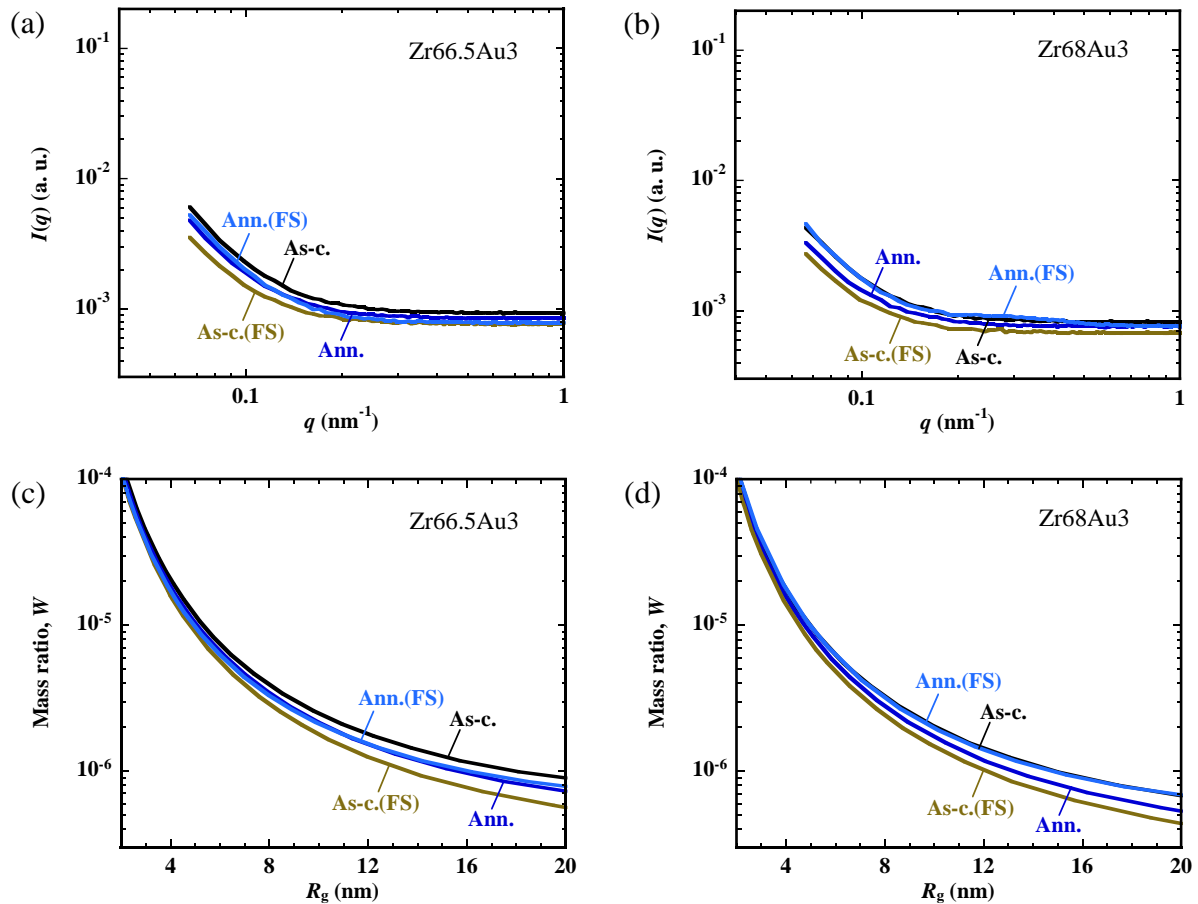 (a)
Zr66.5Au3
10^-1
10^-2
10^-3
I(q) (a. u.)
Ann.(FS)
As-c.
As-c.(FS)
Ann.
0.1
1
q (nm^-1)
(b)
Zr68Au3
10^-1
10^-2
10^-3
I(q) (a. u.)
Ann.
Ann.(FS)
As-c.(FS)
As-c.
0.1
1
q (nm^-1)
(c)
Zr66.5Au3
10^-4
10^-5
10^-6
Mass ratio, W
Ann.(FS)
As-c.
As-c.(FS)
Ann.
4 8 12 16 20
R_g (nm)
(d)
Zr68Au3
10^-4
10^-5
10^-6
Mass ratio, W
Ann.(FS)
As-c.
As-c.(FS)
Ann.
4 8 12 16 20
R_g (nm)